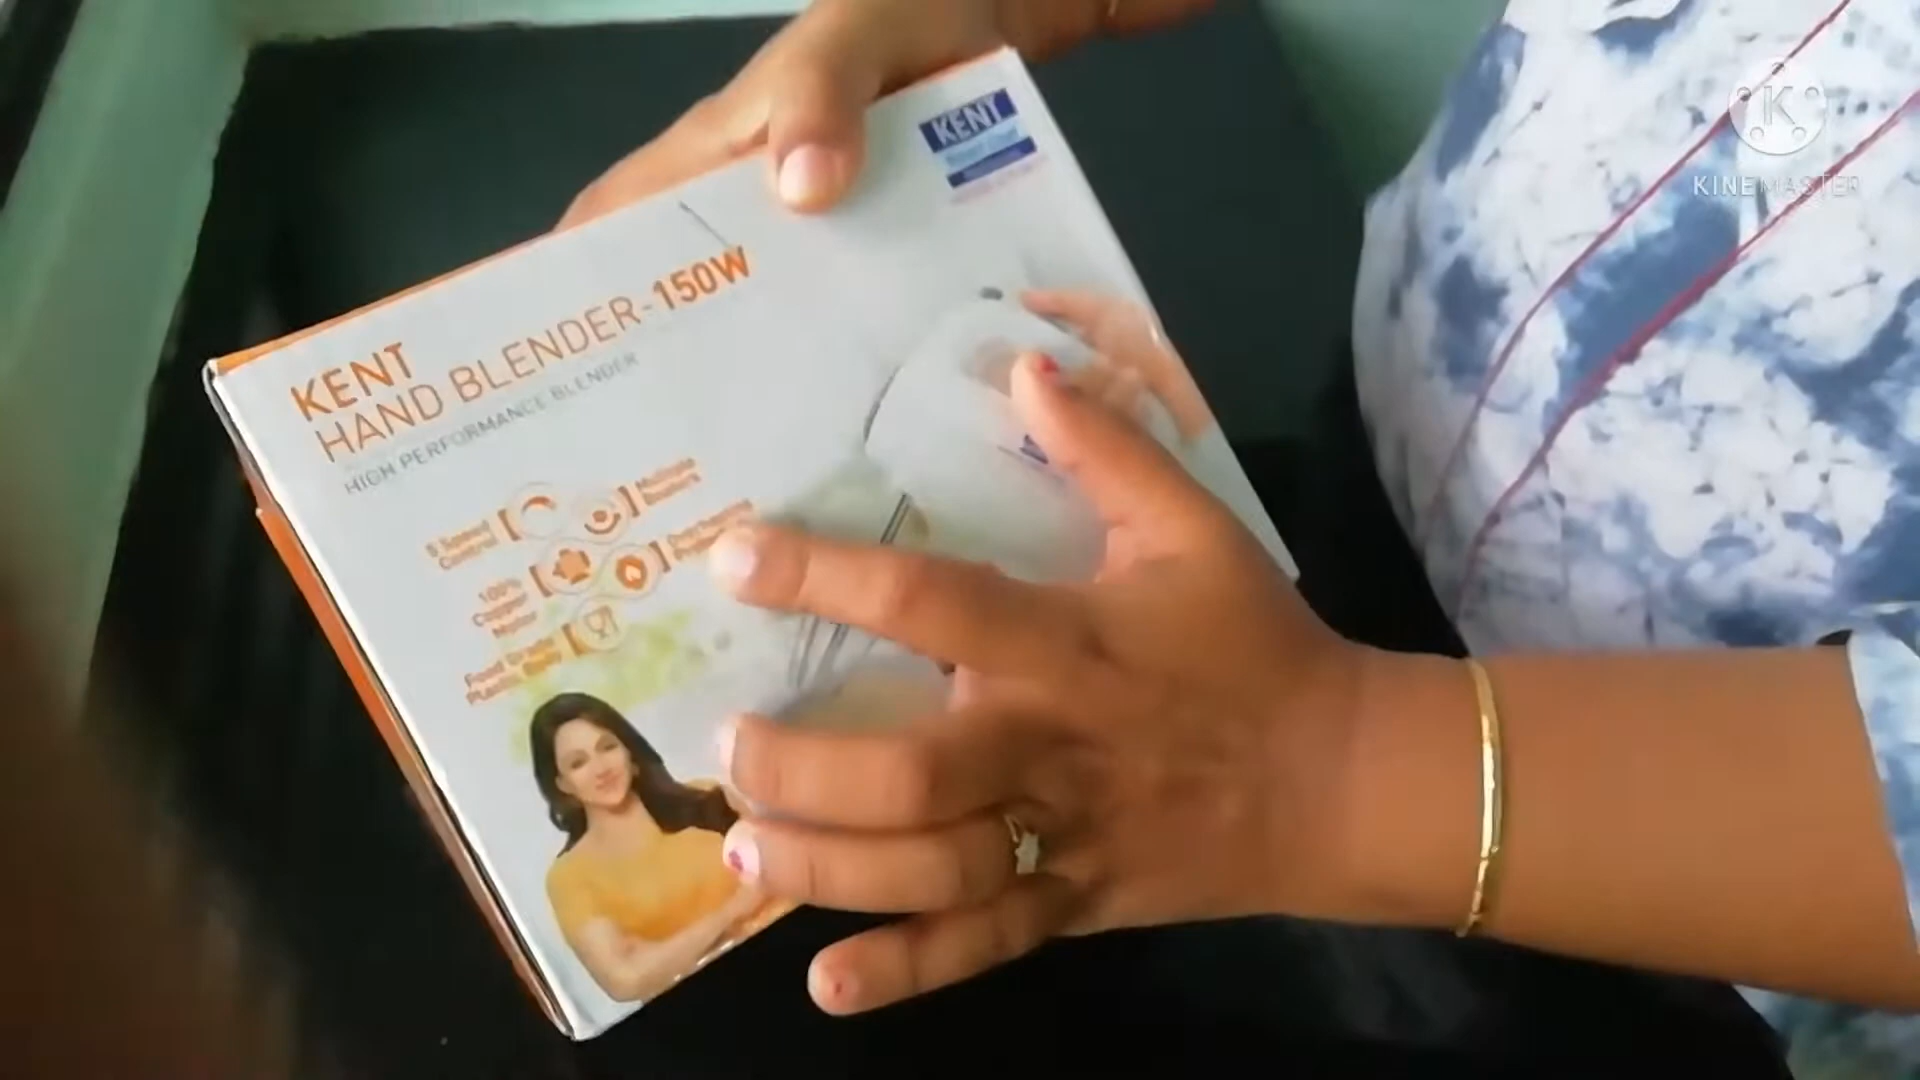 KENT
KENT
HAND BLENDER-150W
HIGH PERFORMANCE BLENDER
5 Speed
Control
Multiple
Beaters
100%
Copper
Motor
Overheating
Food Grade
Plastic
KINEMASTER